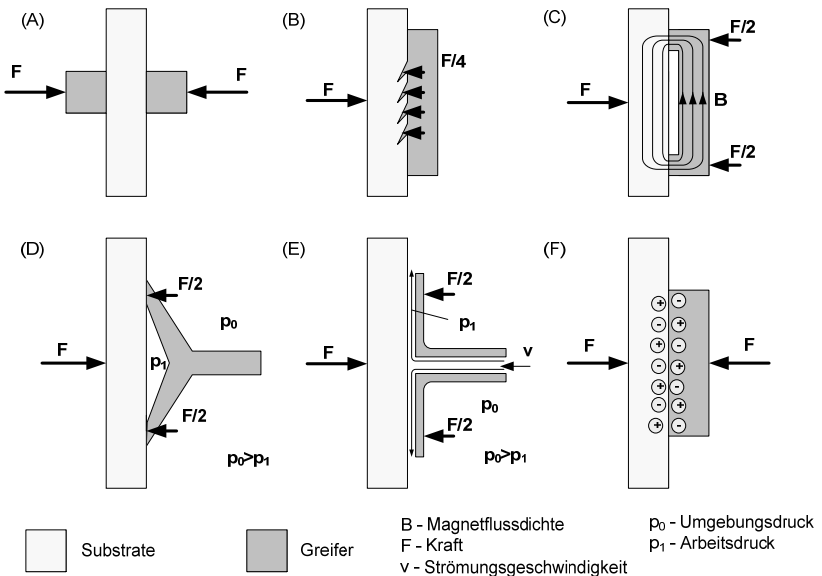 (A)
F
F
(B)
F
F/4
(C)
F/2
F
B
F/2
(D)
F/2
p₀
F
p₁
F/2
p₀>p₁
(E)
F/2
p₁
F
v
p₀
F/2
p₀>p₁
(F)
+ -
- +
+ -
- +
+ -
- +
+ -
F
F
Substrate
Greifer
B - Magnetflussdichte
F - Kraft
v - Strömungsgeschwindigkeit
p₀ - Umgebungsdruck
p₁ - Arbeitsdruck